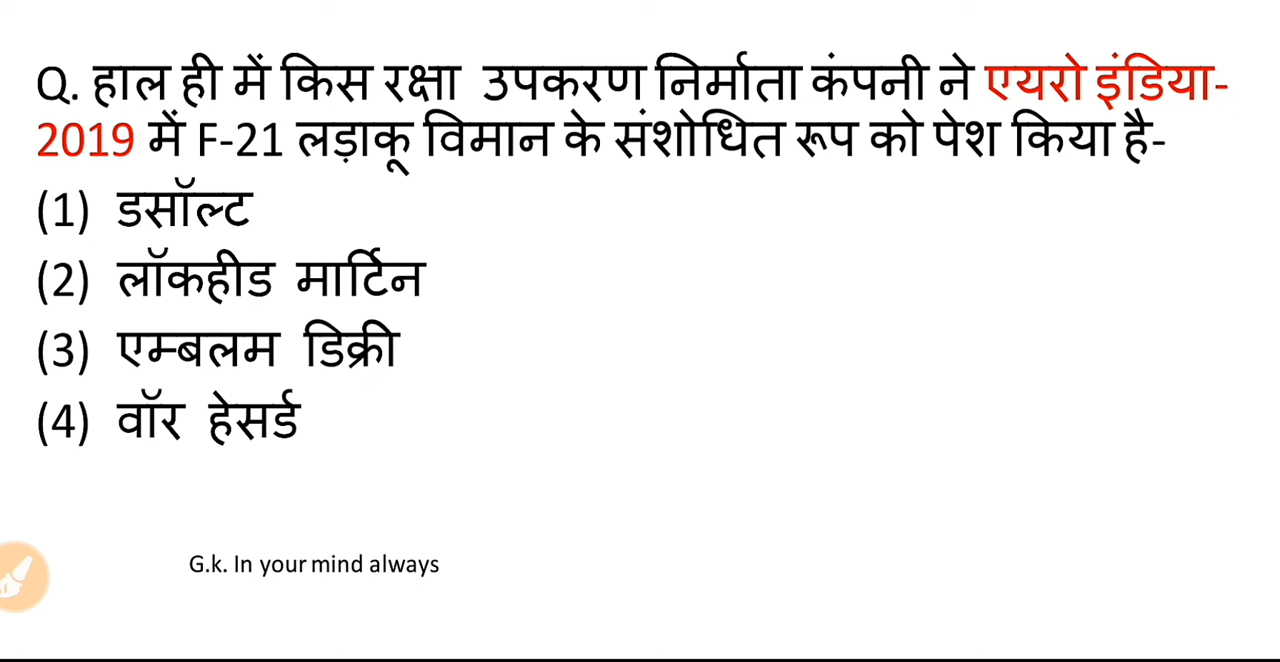 Q. हाल ही में किस रक्षा उपकरण निर्माता कंपनी ने एयरो इंडिया-
2019 में F-21 लड़ाकू विमान के संशोधित रूप को पेश किया है-
(1) डसॉल्ट
(2) लॉकहीड मार्टिन
(3) एम्बलम डिक्री
(4) वॉर हेसर्ड
G.k. In your mind always